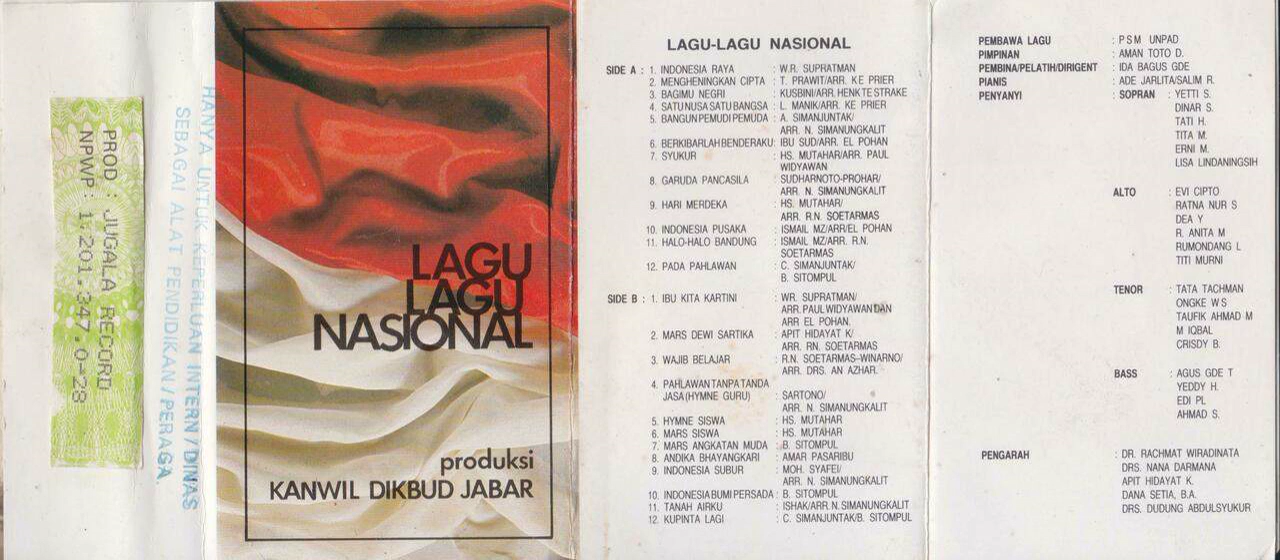 PROD : JUGALA RECORD
NPWP : 1.201.347.0-28
HANYA UNTUK KEPERLUAN INTERN/DINAS
SEBAGAI ALAT PENDIDIKAN/PERAGA
LAGU
LAGU
NASIONAL
produksi
KANWIL DIKBUD JABAR
LAGU-LAGU NASIONAL
SIDE A : 1. INDONESIA RAYA : W.R. SUPRATMAN
2. MENGHENINGKAN CIPTA : T. PRAWIT/ARR. KE PRIER
3. BAGIMU NEGRI : KUSBINI/ARR. HENK TE STRAKE
4. SATU NUSA SATU BANGSA : L. MANIK/ARR. KE PRIER
5. BANGUN PEMUDI PEMUDA : A. SIMANJUNTAK/
ARR. N. SIMANUNGKALIT
6. BERKIBARLAH BENDERAKU : IBU SUD/ARR. EL POHAN
7. SYUKUR : HS. MUTAHAR/ARR. PAUL
WIDYAWAN
8. GARUDA PANCASILA : SUDHARNOTO-PROHAR/
ARR. N. SIMANUNGKALIT
9. HARI MERDEKA : HS. MUTAHAR/
ARR. R.N. SOETARMAS
10. INDONESIA PUSAKA : ISMAIL MZ/ARR/EL POHAN
11. HALO-HALO BANDUNG : ISMAIL MZ/ARR. R.N.
SOETARMAS
12. PADA PAHLAWAN : C. SIMANJUNTAK/
B. SITOMPUL
SIDE B : 1. IBU KITA KARTINI : WR. SUPRATMAN/
ARR. PAUL WIDYAWAN DAN
ARR EL POHAN.
2. MARS DEWI SARTIKA : APIT HIDAYAT K/
ARR. RN. SOETARMAS
3. WAJIB BELAJAR : R.N. SOETARMAS-WINARNO/
ARR. DRS. AN AZHAR.
4. PAHLAWAN TANPA TANDA
JASA (HYMNE GURU) : SARTONO/
ARR. N. SIMANUNGKALIT
5. HYMNE SISWA : HS. MUTAHAR
6. MARS SISWA : HS. MUTAHAR
7. MARS ANGKATAN MUDA : B. SITOMPUL
8. ANDIKA BHAYANGKARI : AMAR PASARIBU
9. INDONESIA SUBUR : MOH. SYAFEI/
ARR. N. SIMANUNGKALIT
10. INDONESIA BUMI PERSADA : B. SITOMPUL
11. TANAH AIRKU : ISHAK/ARR. N. SIMANUNGKALIT
12. KUPINTA LAGI : C. SIMANJUNTAK/B. SITOMPUL
PEMBAWA LAGU : PSM UNPAD
PIMPINAN : AMAN TOTO D.
PEMBINA/PELATIH/DIRIGENT : IDA BAGUS GDE
PIANIS : ADE JARLITA/SALIM R.
PENYANYI : SOPRAN : YETTI S.
DINAR S.
TATI H.
TITA M.
ERNI M.
LISA LINDANINGSIH
ALTO : EVI CIPTO
RATNA NUR S
DEA Y
R. ANITA M
RUMONDANG L
TITI MURNI
TENOR : TATA TACHMAN
ONGKE W S
TAUFIK AHMAD M
M IQBAL
CRISDY B.
BASS : AGUS GDE T
YEDDY H.
EDI PL
AHMAD S.
PENGARAH : DR. RACHMAT WIRADINATA
DRS. NANA DARMANA
APIT HIDAYAT K.
DANA SETIA, B.A.
DRS. DUDUNG ABDULSYUKUR